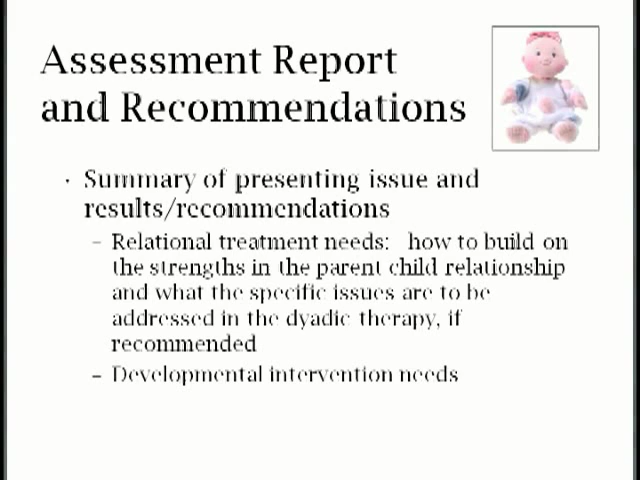 Assessment Report
and Recommendations
· Summary of presenting issue and
results/recommendations
– Relational treatment needs: how to build on
the strengths in the parent child relationship
and what the specific issues are to be
addressed in the dyadic therapy, if
recommended
– Developmental intervention needs